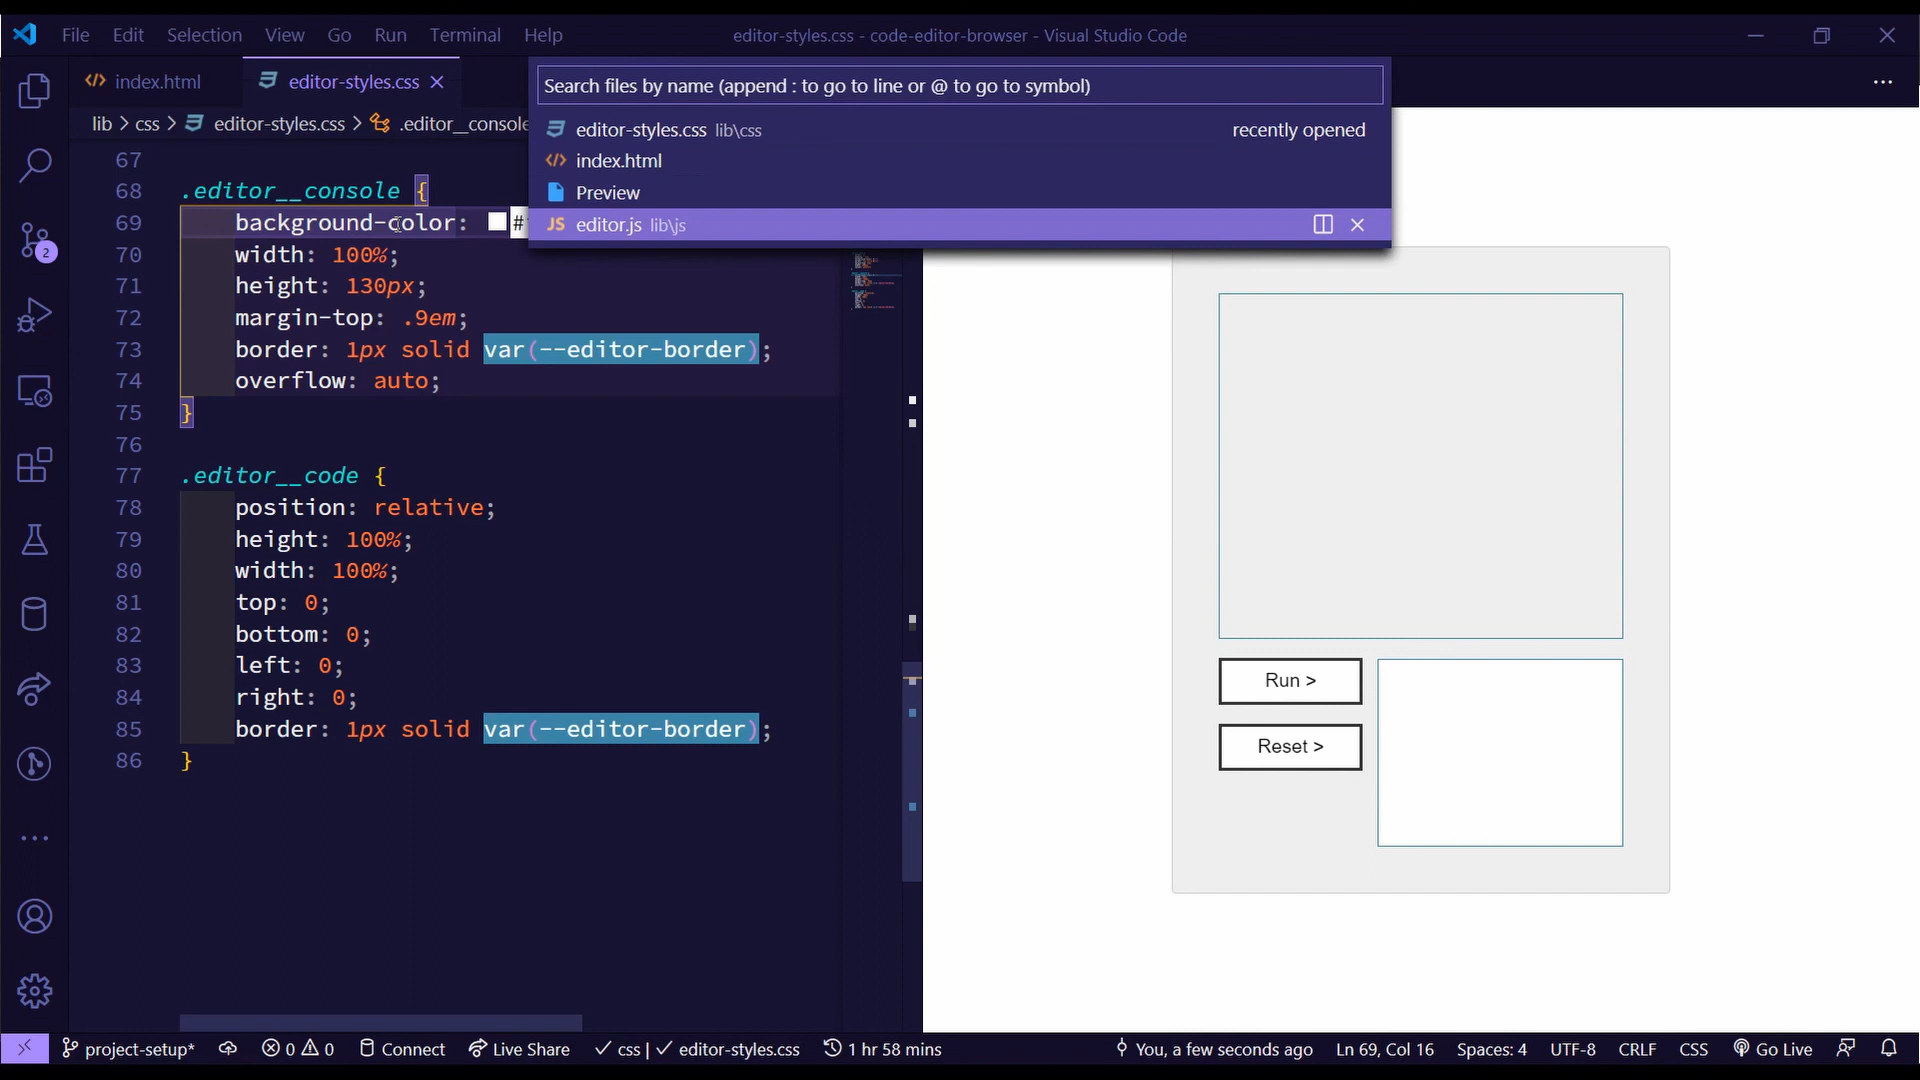 File Edit Selection View Go Run Terminal Help
editor-styles.css - code-editor-browser - Visual Studio Code
index.html
editor-styles.css
Search files by name (append : to go to line or @ to go to symbol)
editor-styles.css lib\css recently opened
index.html
Preview
JS editor.js lib\js
lib > css > editor-styles.css > .editor__console
67
68 .editor__console {
69 background-color: #
70 width: 100%;
71 height: 130px;
72 margin-top: .9em;
73 border: 1px solid var(--editor-border);
74 overflow: auto;
75 }
76
77 .editor__code {
78 position: relative;
79 height: 100%;
80 width: 100%;
81 top: 0;
82 bottom: 0;
83 left: 0;
84 right: 0;
85 border: 1px solid var(--editor-border);
86 }
2
Run >
Reset >
project-setup* 0 0 Connect Live Share css | editor-styles.css 1 hr 58 mins You, a few seconds ago Ln 69, Col 16 Spaces: 4 UTF-8 CRLF CSS Go Live